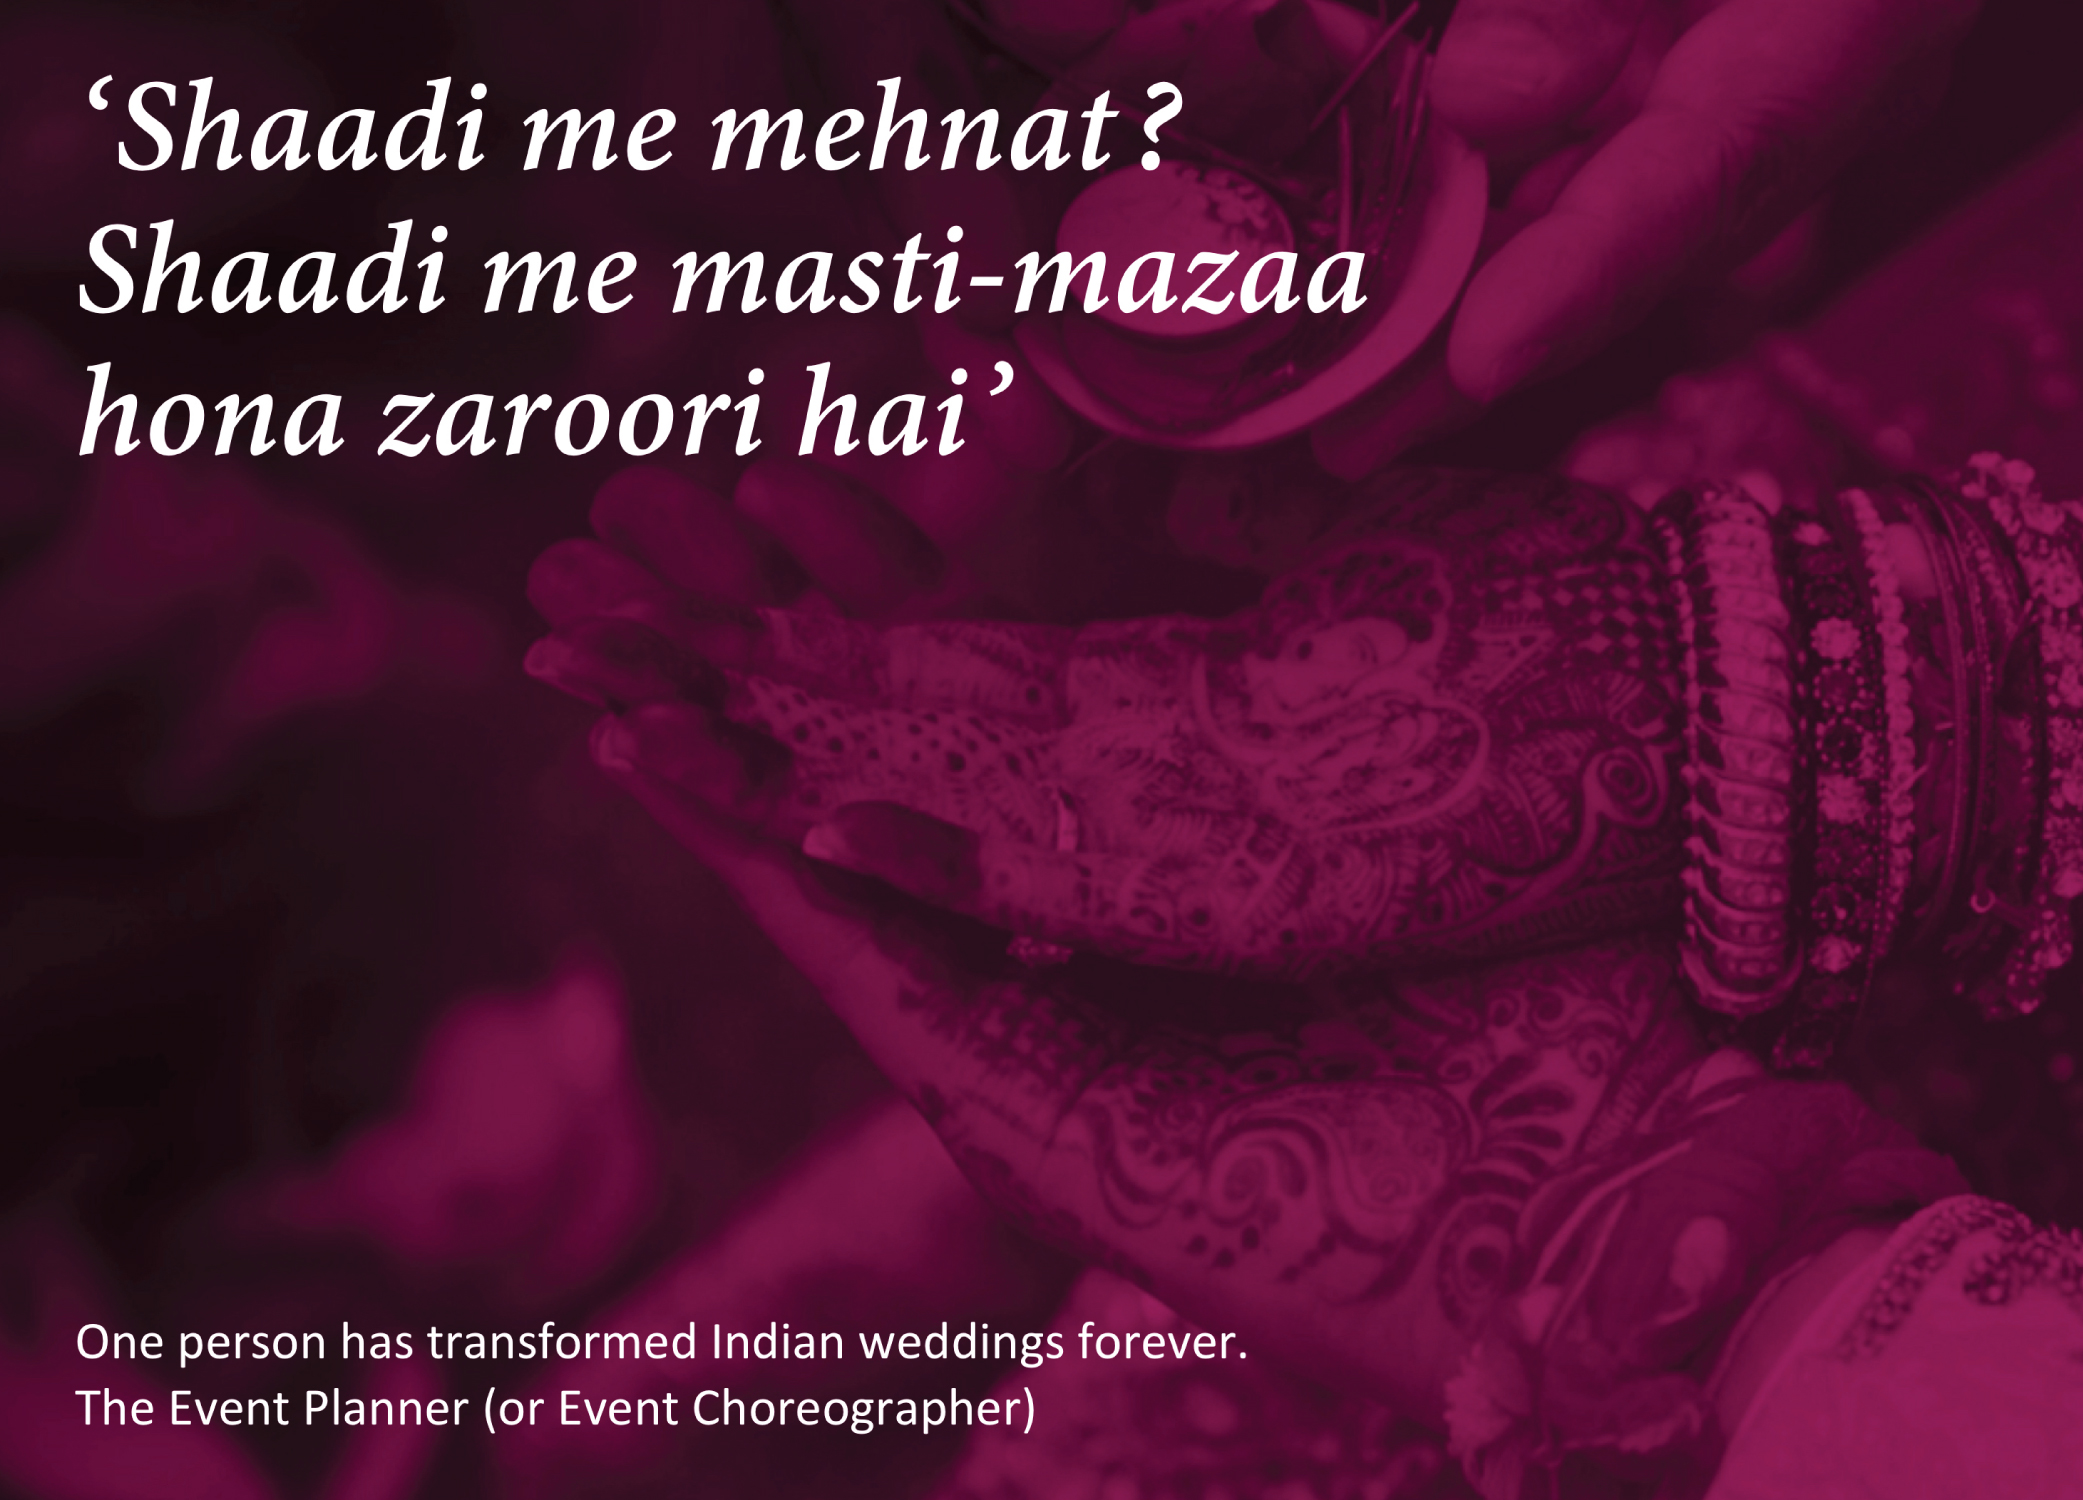 ‘Shaadi me mehnat?
Shaadi me masti-mazaa
hona zaroori hai’
One person has transformed Indian weddings forever.
The Event Planner (or Event Choreographer)